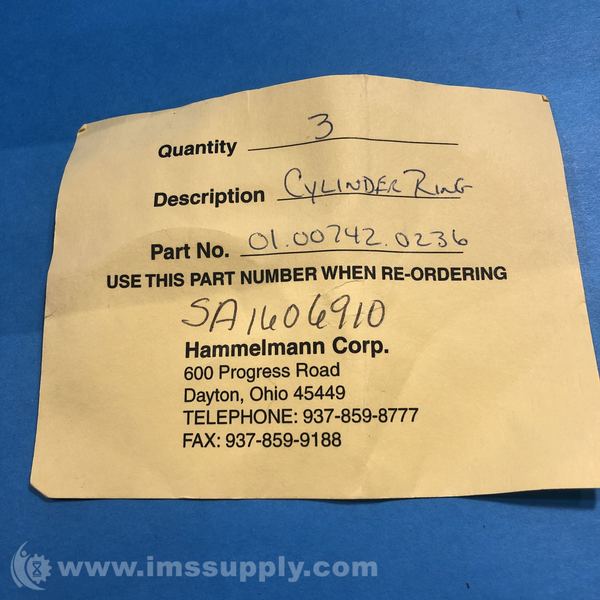 Quantity 3
Description Cylinder Ring
Part No. 01.00742.0236
USE THIS PART NUMBER WHEN RE-ORDERING
SA1606910
Hammelmann Corp.
600 Progress Road
Dayton, Ohio 45449
TELEPHONE: 937-859-8777
FAX: 937-859-9188
www.imssupply.com